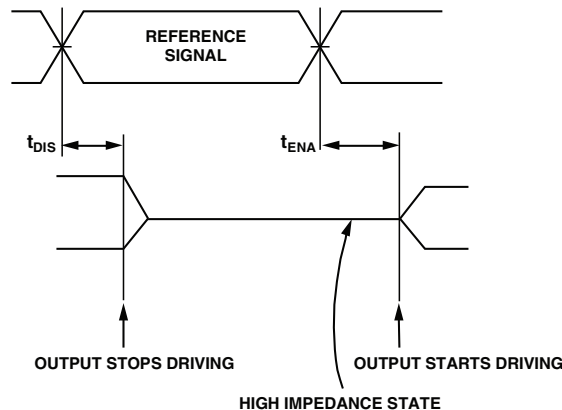 REFERENCE
SIGNAL
tDIS
tENA
OUTPUT STOPS DRIVING
OUTPUT STARTS DRIVING
HIGH IMPEDANCE STATE